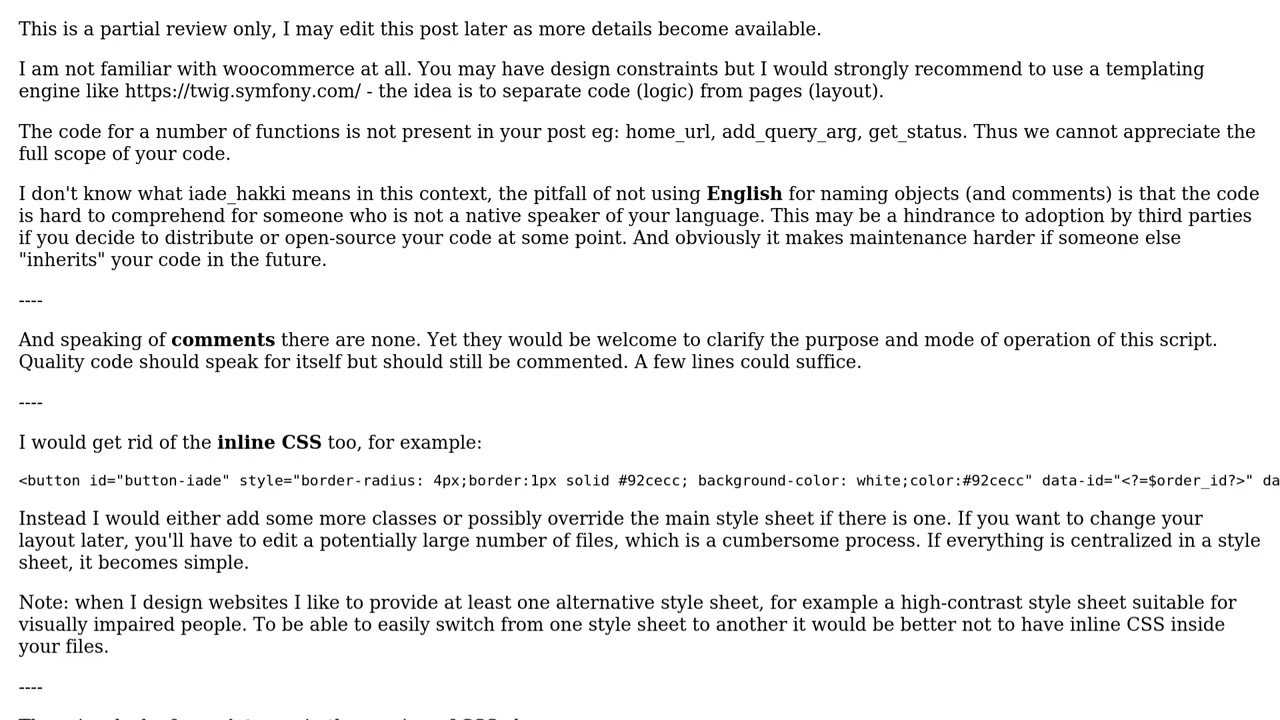 This is a partial review only, I may edit this post later as more details become available.
I am not familiar with woocommerce at all. You may have design constraints but I would strongly recommend to use a templating
engine like https://twig.symfony.com/ - the idea is to separate code (logic) from pages (layout).
The code for a number of functions is not present in your post eg: home_url, add_query_arg, get_status. Thus we cannot appreciate the
full scope of your code.
I don't know what iade_hakki means in this context, the pitfall of not using English for naming objects (and comments) is that the code
is hard to comprehend for someone who is not a native speaker of your language. This may be a hindrance to adoption by third parties
if you decide to distribute or open-source your code at some point. And obviously it makes maintenance harder if someone else
"inherits" your code in the future.
----
And speaking of comments there are none. Yet they would be welcome to clarify the purpose and mode of operation of this script.
Quality code should speak for itself but should still be commented. A few lines could suffice.
----
I would get rid of the inline CSS too, for example:
<button id="button-iade" style="border-radius: 4px;border:1px solid #92cecc; background-color: white;color:#92cecc" data-id="<?=$order_id?>" da
Instead I would either add some more classes or possibly override the main style sheet if there is one. If you want to change your
layout later, you'll have to edit a potentially large number of files, which is a cumbersome process. If everything is centralized in a style
sheet, it becomes simple.
Note: when I design websites I like to provide at least one alternative style sheet, for example a high-contrast style sheet suitable for
visually impaired people. To be able to easily switch from one style sheet to another it would be better not to have inline CSS inside
your files.
----